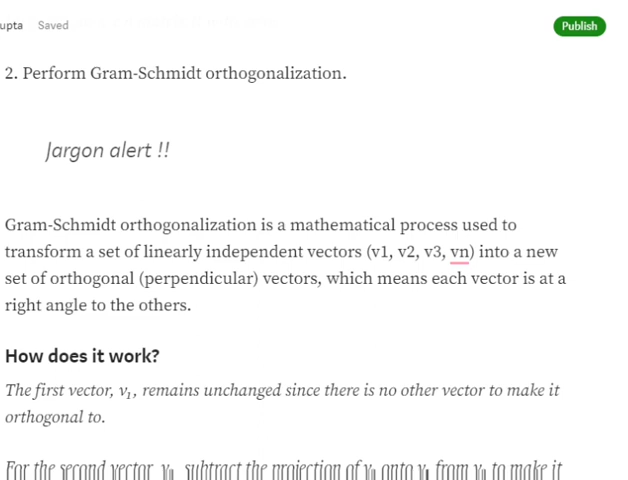 upta Saved Publish
2. Perform Gram-Schmidt orthogonalization.
Jargon alert !!
Gram-Schmidt orthogonalization is a mathematical process used to
transform a set of linearly independent vectors (v1, v2, v3, vn) into a new
set of orthogonal (perpendicular) vectors, which means each vector is at a
right angle to the others.
How does it work?
The first vector, v₁, remains unchanged since there is no other vector to make it
orthogonal to.
For the second vector, subtract the projection of onto from to make it